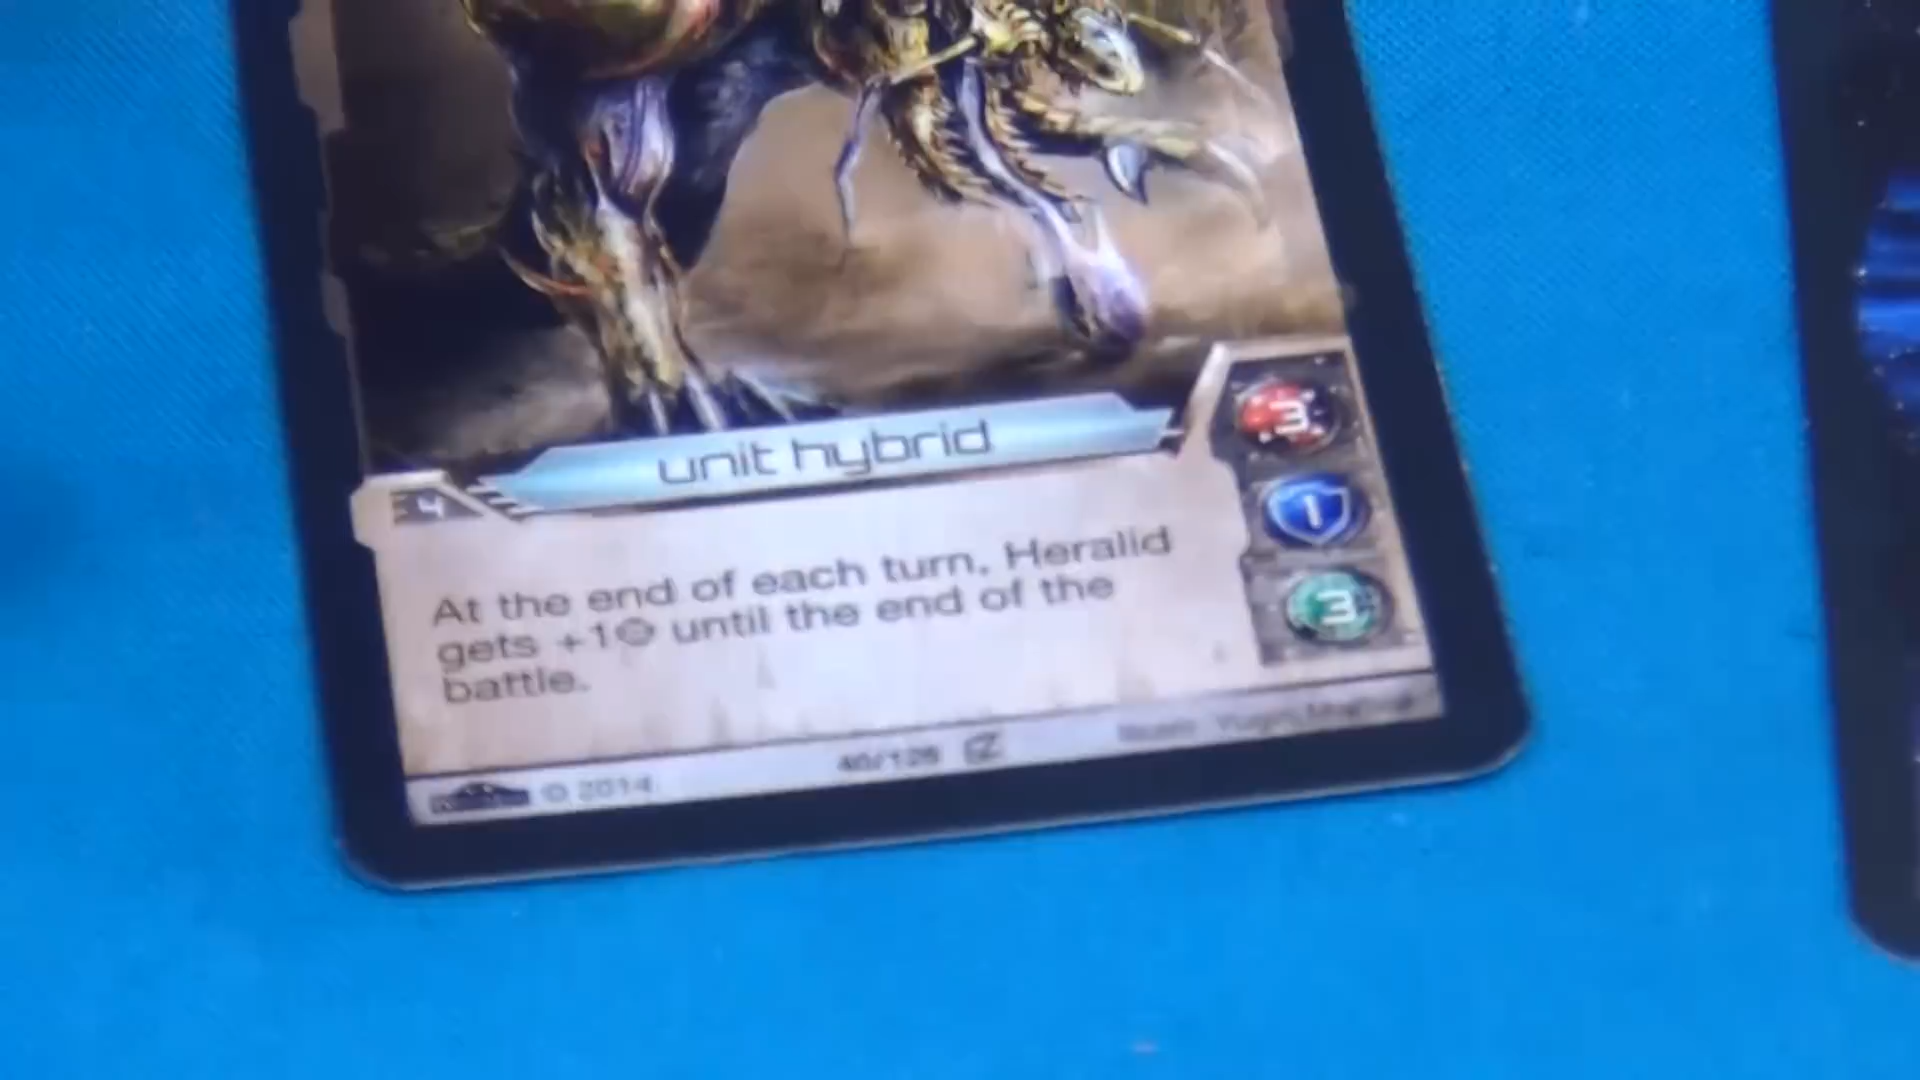 unit hybrid
3
4
1
At the end of each turn, Heralid
gets +1 until the end of the
battle.
3
© 2014